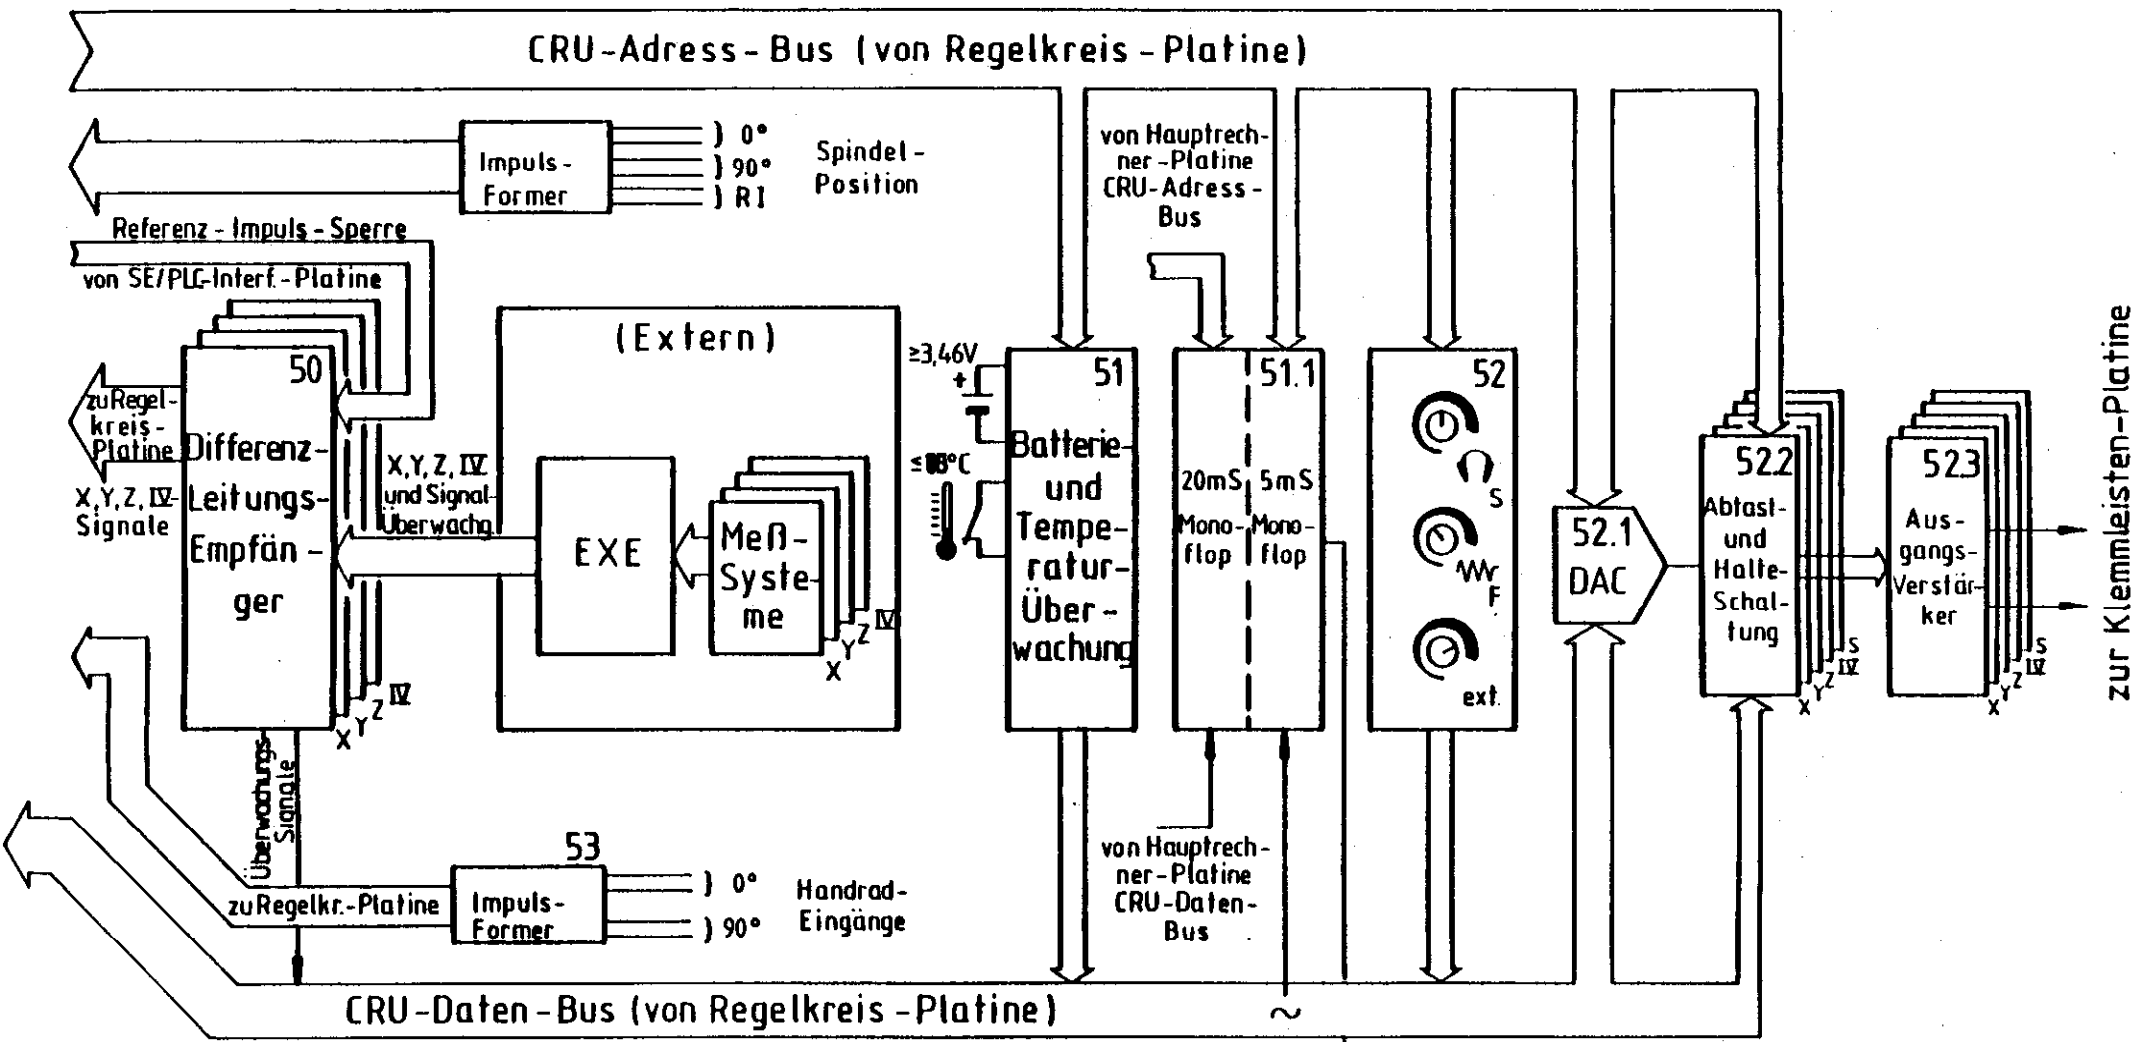 CRU-Adress-Bus (von Regelkreis-Platine)
Impuls-
Former
) 0°
) 90°
) RI
Spindel-
Position
von Hauptrech-
ner-Platine
CRU-Adress-
Bus
Referenz-Impuls-Sperre
von SE/PLC-Interf.-Platine
50
Differenz-
Leitungs-
Empfän-
ger
X
Y
Z
IV
zu Regel-
kreis-
Platine
X,Y,Z,IV-
Signale
X,Y,Z,IV
und Signal-
Überwachg.
(Extern)
EXE
Meß-
Syste-
me
X
Y
Z
IV
≥3,46V
+
°C
51
Batterie-
und
Tempe-
ratur-
Über-
wachung
51.1
20mS
Mono-
flop
5mS
Mono-
flop
52
S
F
ext.
52.1
DAC
52.2
Abtast-
und
Halte-
Schal-
tung
X
Y
Z
IV
S
52.3
Aus-
gangs-
Verstär-
ker
X
Y
Z
IV
S
zur Klemmleisten-Platine
Überwachungs
Signale
53
Impuls-
Former
zu Regelkr.-Platine
) 0°
) 90°
Handrad-
Eingänge
von Hauptrech-
ner-Platine
CRU-Daten-
Bus
~
CRU-Daten-Bus (von Regelkreis-Platine)